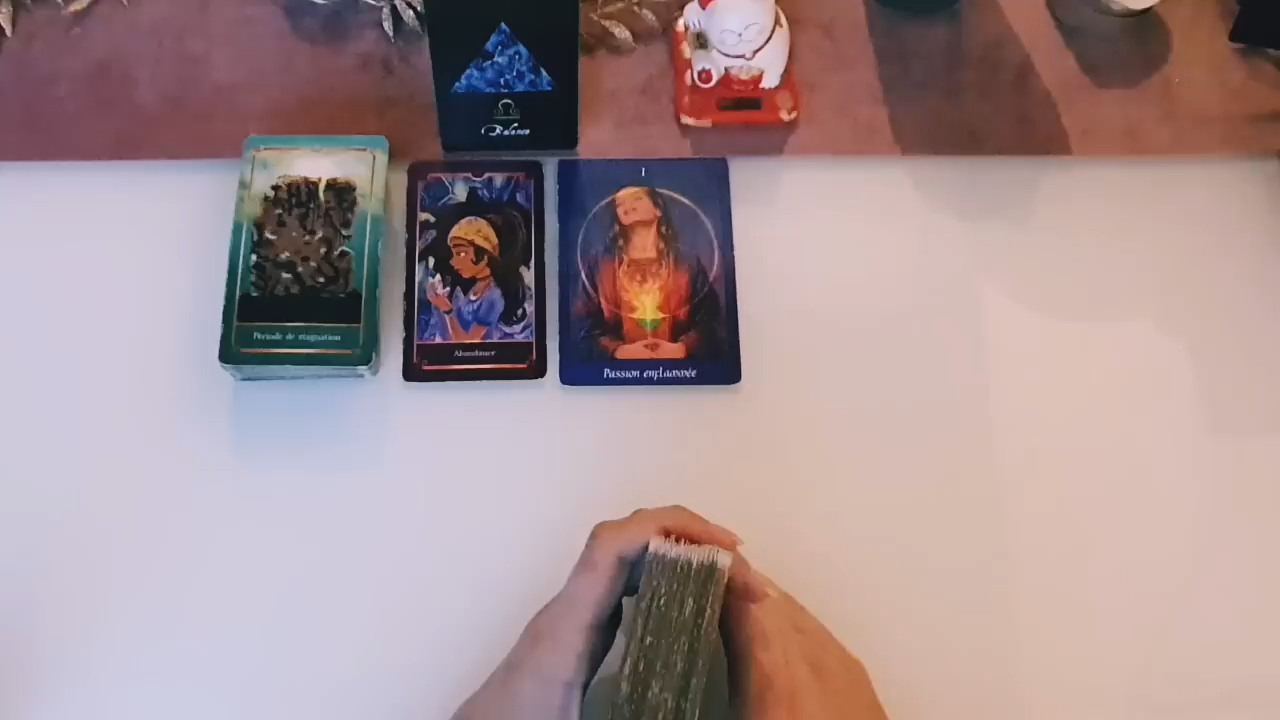 Balance
Période de stagnation
Abondance
I
Passion enflammée